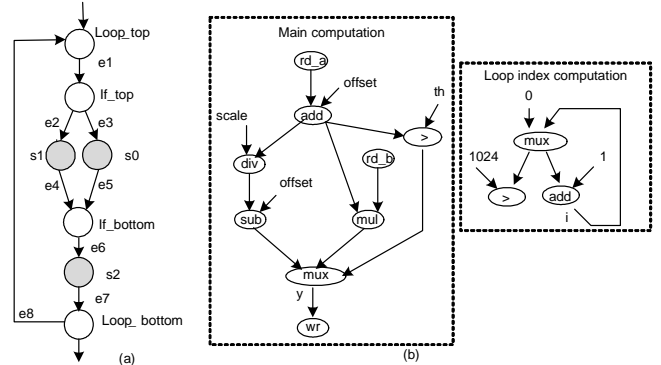 Loop_top
e1
If_top
e2
e3
s1
s0
e4
e5
If_bottom
e6
s2
e7
e8
Loop_ bottom
(a)
Main computation
rd_a
offset
add
th
scale
>
div
rd_b
offset
sub
mul
mux
y
wr
(b)
Loop index computation
0
mux
1024
1
>
add
i